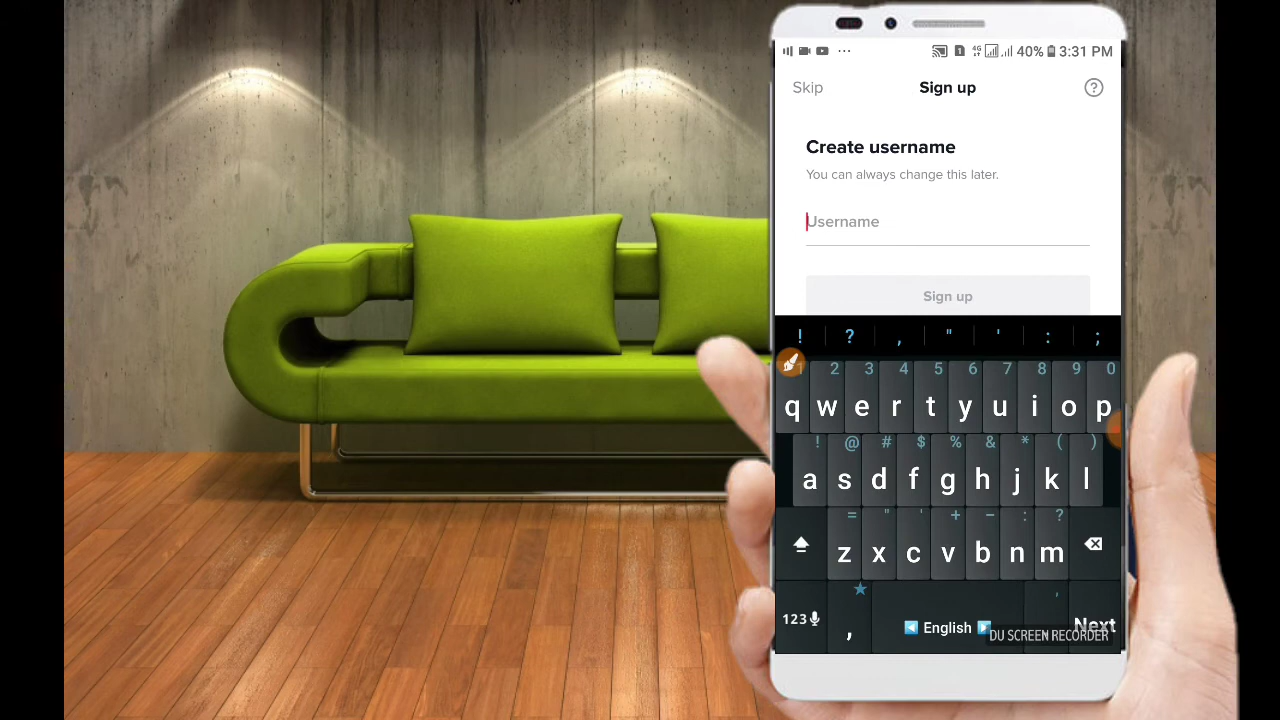 40% 3:31 PM
Skip Sign up ?
Create username
You can always change this later.
Username
Sign up
! ? , " ' : ;
1 2 3 4 5 6 7 8 9 0
q w e r t y u i o p
! @ # $ % & * ( )
a s d f g h j k l
= " ' + - : ?
z x c v b n m
'
123 , English Next
DU SCREEN RECORDER